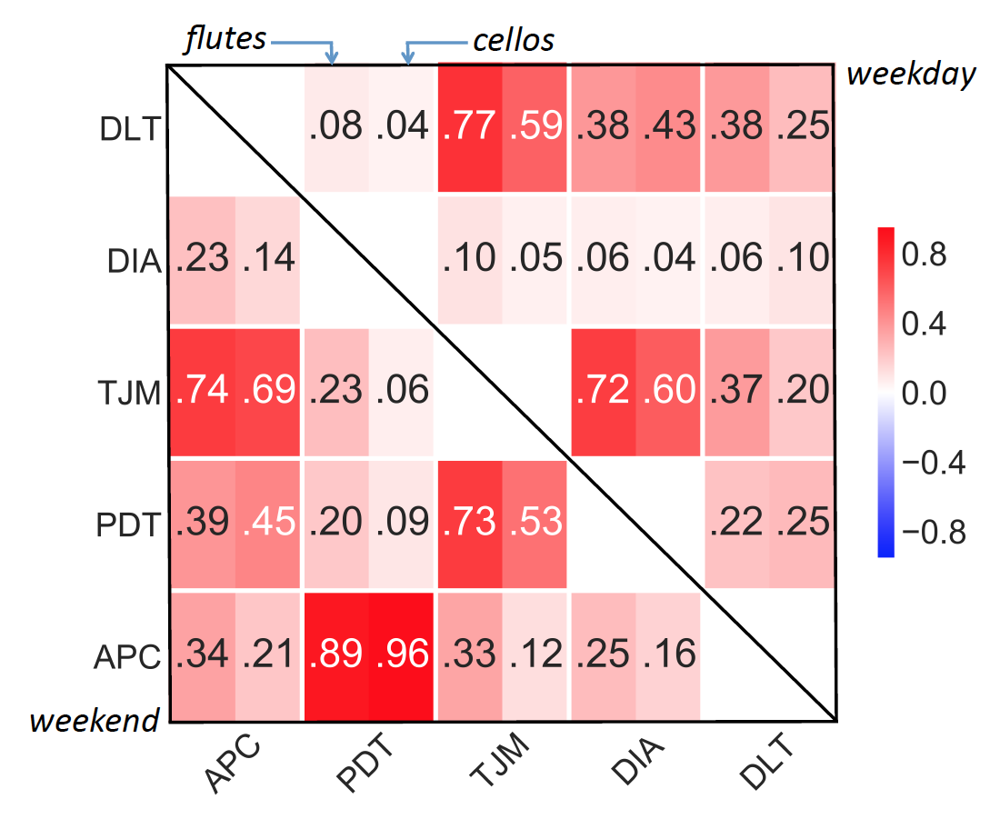 flutes cellos
weekday
DLT .08 .04 .77 .59 .38 .43 .38 .25
DIA .23 .14 .10 .05 .06 .04 .06 .10
TJM .74 .69 .23 .06 .72 .60 .37 .20
PDT .39 .45 .20 .09 .73 .53 .22 .25
APC .34 .21 .89 .96 .33 .12 .25 .16
weekend
APC PDT TJM DIA DLT
0.8
0.4
0.0
−0.4
−0.8